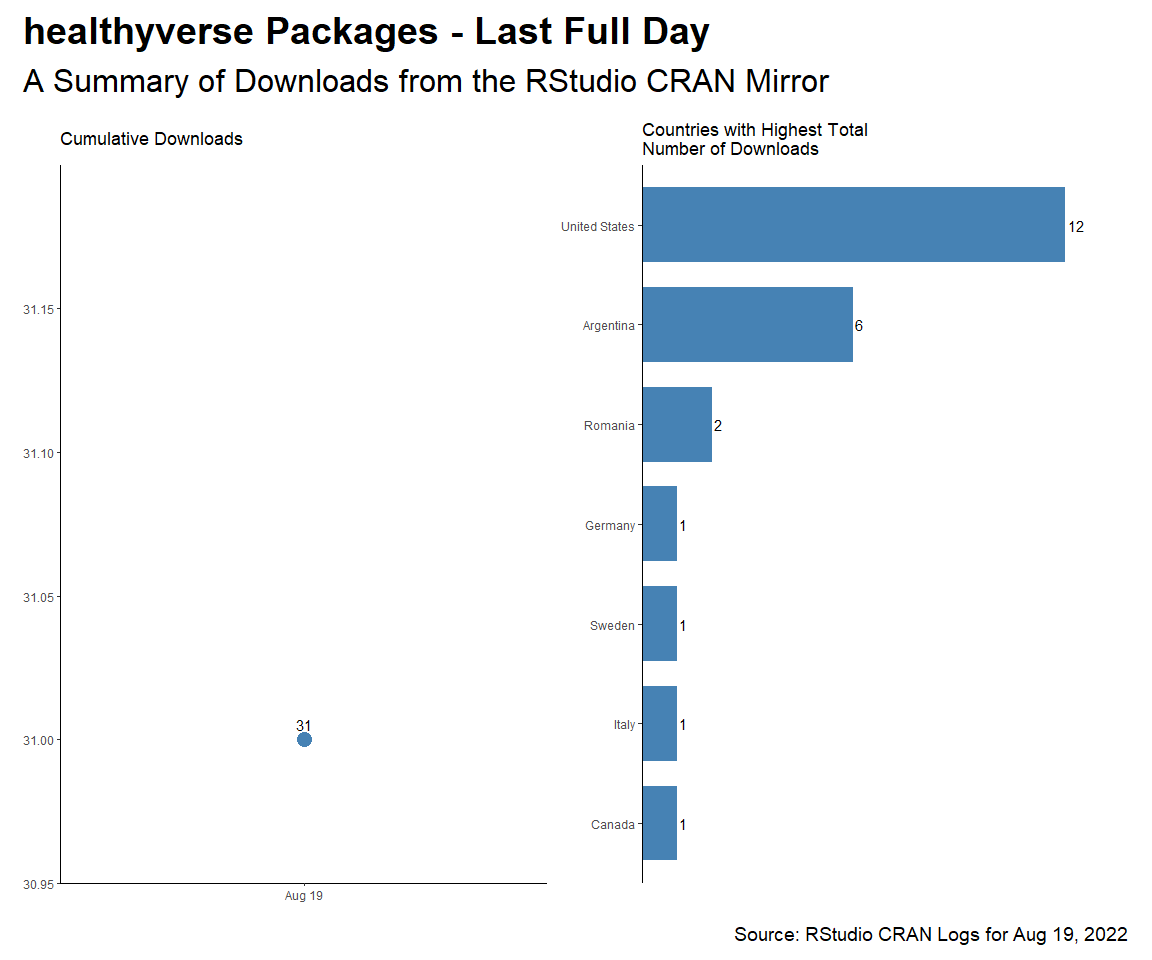 healthyverse Packages - Last Full Day
A Summary of Downloads from the RStudio CRAN Mirror
Cumulative Downloads
31.15
31.10
31.05
31.00
30.95
31
Aug 19
Countries with Highest Total
Number of Downloads
United States 12
Argentina 6
Romania 2
Germany 1
Sweden 1
Italy 1
Canada 1
Source: RStudio CRAN Logs for Aug 19, 2022